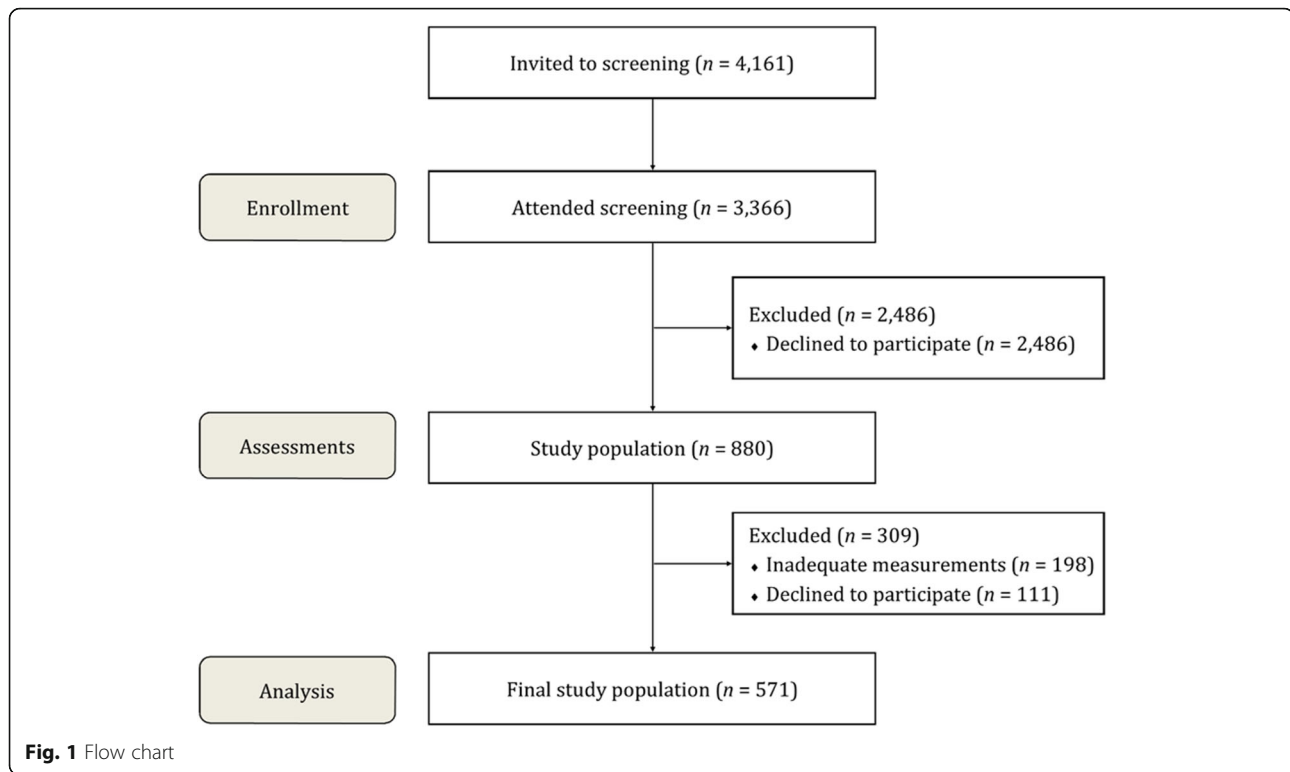 Invited to screening (n = 4,161)
Enrollment
Attended screening (n = 3,366)
Excluded (n = 2,486)
⬧ Declined to participate (n = 2,486)
Assessments
Study population (n = 880)
Excluded (n = 309)
⬧ Inadequate measurements (n = 198)
⬧ Declined to participate (n = 111)
Analysis
Final study population (n = 571)
Fig. 1 Flow chart